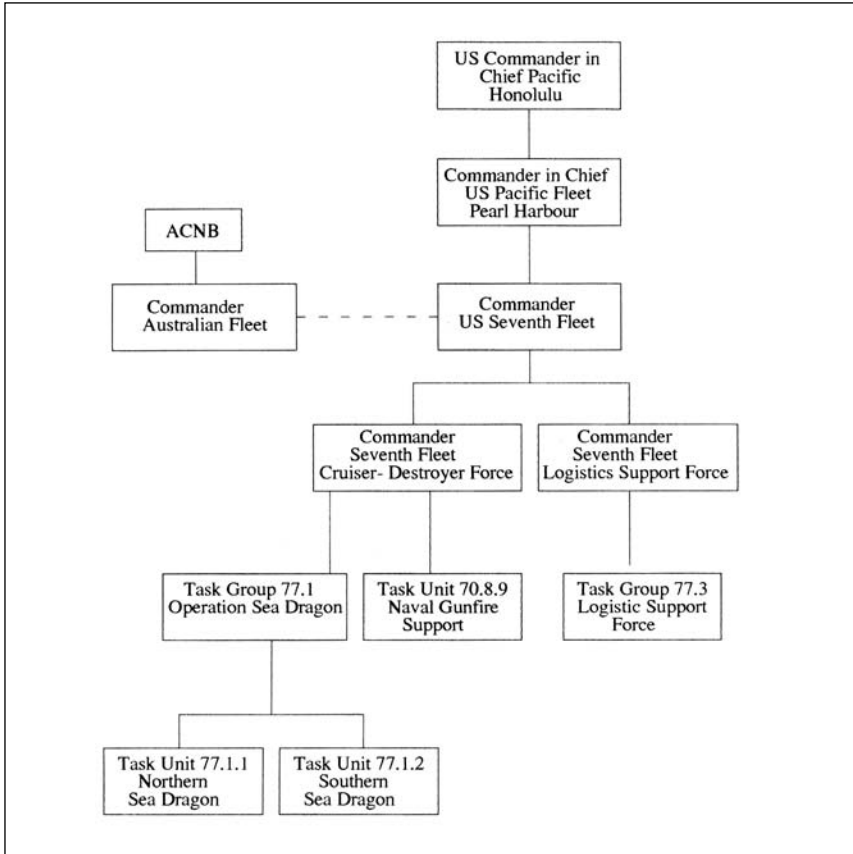 US Commander in
Chief Pacific
Honolulu
Commander in Chief
US Pacific Fleet
Pearl Harbour
ACNB
Commander
Australian Fleet
Commander
US Seventh Fleet
Commander
Seventh Fleet
Cruiser- Destroyer Force
Commander
Seventh Fleet
Logistics Support Force
Task Group 77.1
Operation Sea Dragon
Task Unit 70.8.9
Naval Gunfire
Support
Task Group 77.3
Logistic Support
Force
Task Unit 77.1.1
Northern
Sea Dragon
Task Unit 77.1.2
Southern
Sea Dragon